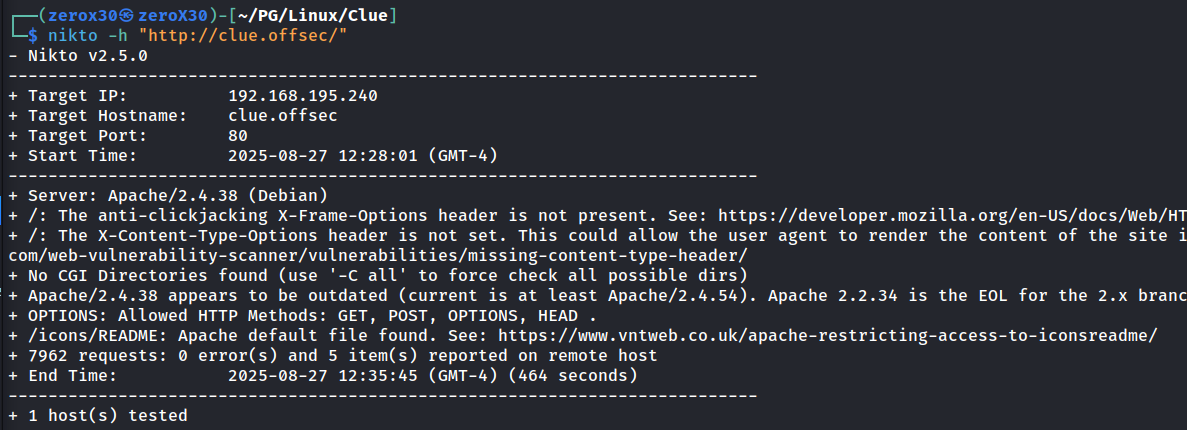 ┌──(zerox30㉿zeroX30)-[~/PG/Linux/Clue]
└─$ nikto -h "http://clue.offsec/"
- Nikto v2.5.0
---------------------------------------------------------------------------
+ Target IP:          192.168.195.240
+ Target Hostname:    clue.offsec
+ Target Port:        80
+ Start Time:         2025-08-27 12:28:01 (GMT-4)
---------------------------------------------------------------------------
+ Server: Apache/2.4.38 (Debian)
+ /: The anti-clickjacking X-Frame-Options header is not present. See: https://developer.mozilla.org/en-US/docs/Web/HT
+ /: The X-Content-Type-Options header is not set. This could allow the user agent to render the content of the site i
com/web-vulnerability-scanner/vulnerabilities/missing-content-type-header/
+ No CGI Directories found (use '-C all' to force check all possible dirs)
+ Apache/2.4.38 appears to be outdated (current is at least Apache/2.4.54). Apache 2.2.34 is the EOL for the 2.x branc
+ OPTIONS: Allowed HTTP Methods: GET, POST, OPTIONS, HEAD .
+ /icons/README: Apache default file found. See: https://www.vntweb.co.uk/apache-restricting-access-to-iconsreadme/
+ 7962 requests: 0 error(s) and 5 item(s) reported on remote host
+ End Time:           2025-08-27 12:35:45 (GMT-4) (464 seconds)
---------------------------------------------------------------------------
+ 1 host(s) tested